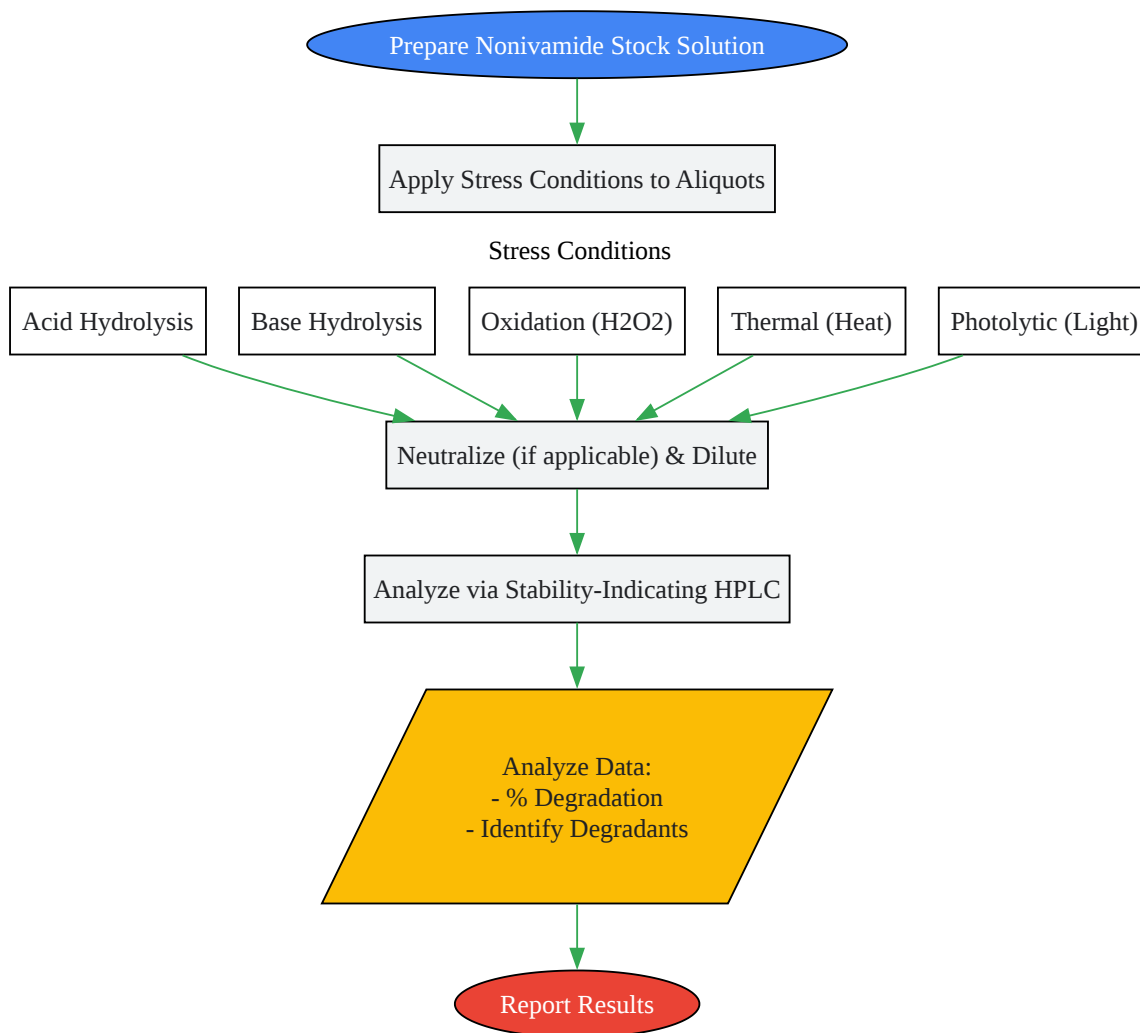 Prepare Nonivamide Stock Solution
Apply Stress Conditions to Aliquots
Stress Conditions
Acid Hydrolysis
Base Hydrolysis
Oxidation (H2O2)
Thermal (Heat)
Photolytic (Light)
Neutralize (if applicable) & Dilute
Analyze via Stability-Indicating HPLC
Analyze Data:
- % Degradation
- Identify Degradants
Report Results